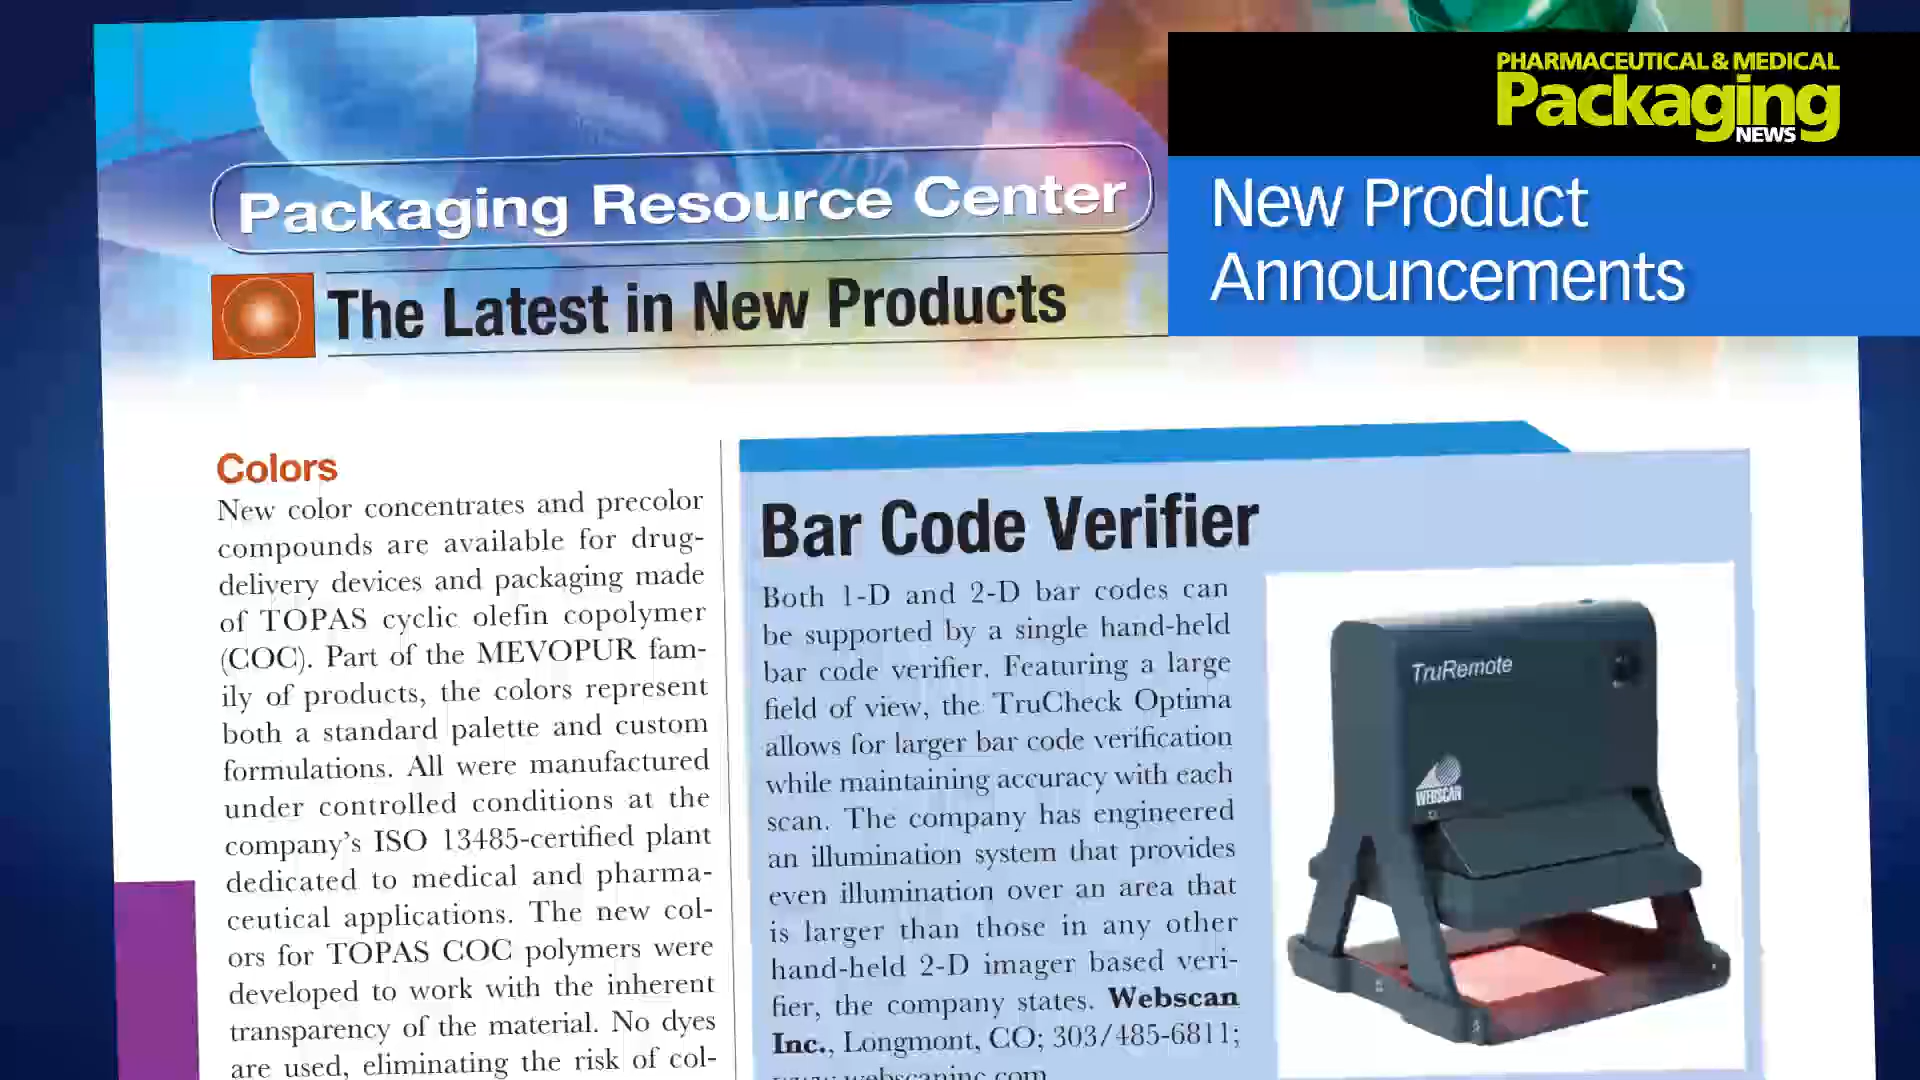 PHARMACEUTICAL & MEDICAL
Packaging
NEWS
New Product
Announcements
Packaging Resource Center
The Latest in New Products
Colors
New color concentrates and precolor
compounds are available for drug-
delivery devices and packaging made
of TOPAS cyclic olefin copolymer
(COC). Part of the MEVOPUR fam-
ily of products, the colors represent
both a standard palette and custom
formulations. All were manufactured
under controlled conditions at the
company's ISO 13485-certified plant
dedicated to medical and pharma-
ceutical applications. The new col-
ors for TOPAS COC polymers were
developed to work with the inherent
transparency of the material. No dyes
are used, eliminating the risk of col-
Bar Code Verifier
Both 1-D and 2-D bar codes can
be supported by a single hand-held
bar code verifier. Featuring a large
field of view, the TruCheck Optima
allows for larger bar code verification
while maintaining accuracy with each
scan. The company has engineered
an illumination system that provides
even illumination over an area that
is larger than those in any other
hand-held 2-D imager based veri-
fier, the company states. Webscan
Inc., Longmont, CO; 303/485-6811;
www.webscaninc.com
TruRemote
WEBSCAN